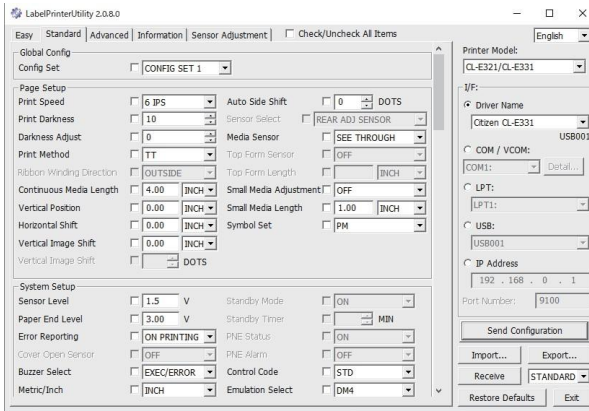 LabelPrinterUtility 2.0.8.0
Easy Standard Advanced Information Sensor Adjustment Check/Uncheck All Items English
Global Config
Config Set CONFIG SET 1
Page Setup
Print Speed 6 IPS Auto Side Shift 0 DOTS
Print Darkness 10 Sensor Select REAR ADJ SENSOR
Darkness Adjust 0 Media Sensor SEE THROUGH
Print Method TT Top Form Sensor OFF
Ribbon Winding Direction OUTSIDE Top Form Length INCH
Continuous Media Length 4.00 INCH Small Media Adjustment OFF
Vertical Position 0.00 INCH Small Media Length 1.00 INCH
Horizontal Shift 0.00 INCH Symbol Set PM
Vertical Image Shift 0.00 INCH
Vertical Image Shift DOTS
System Setup
Sensor Level 1.5 V Standby Mode ON
Paper End Level 3.00 V Standby Timer MIN
Error Reporting ON PRINTING PNE Status ON
Cover Open Sensor OFF PNE Alarm OFF
Buzzer Select EXEC/ERROR Control Code STD
Metric/Inch INCH Emulation Select DM4
Printer Model:
CL-E321/CL-E331
I/F:
Driver Name
Citizen CL-E331
USB001
COM / VCOM:
COM1: Detail...
LPT:
LPT1:
USB:
USB001
IP Address
192 . 168 . 0 . 1
Port Number: 9100
Send Configuration
Import... Export...
Receive STANDARD
Restore Defaults Exit